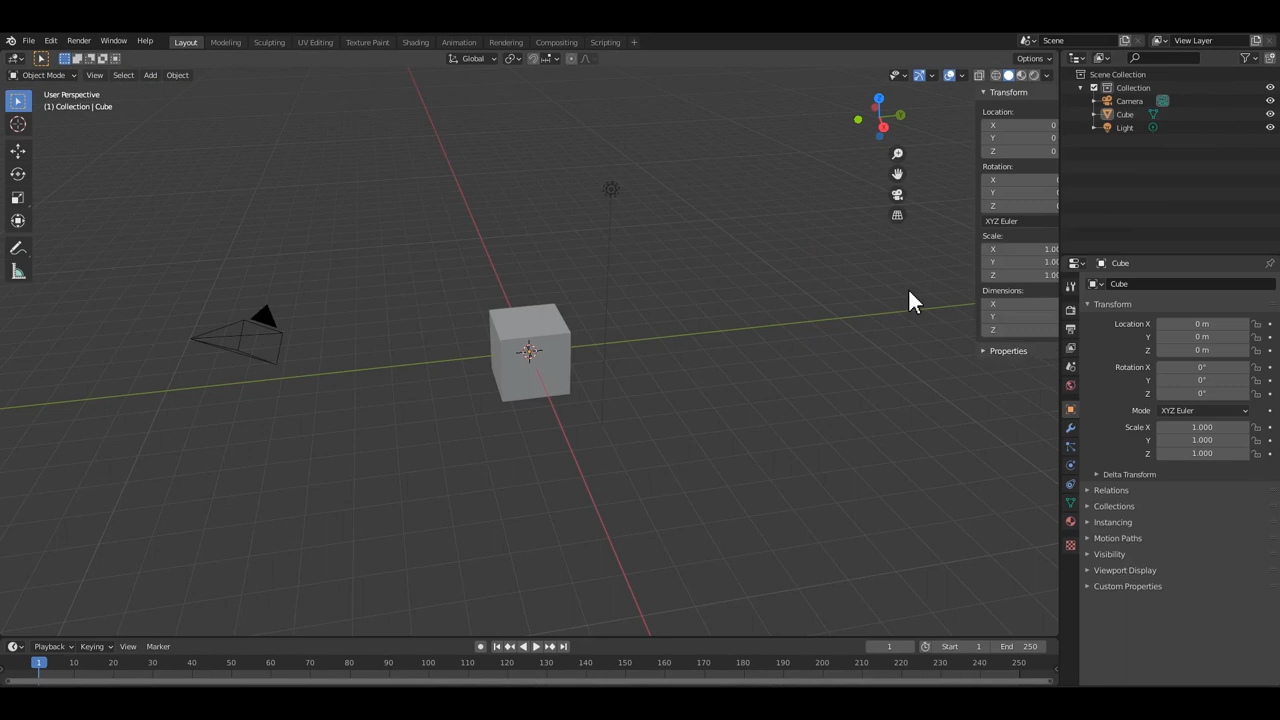 File Edit Render Window Help Layout Modeling Sculpting UV Editing Texture Paint Shading Animation Rendering Compositing Scripting + Scene View Layer
Global Options
Object Mode View Select Add Object
User Perspective
(1) Collection | Cube
Z
Y
X
Transform
Location:
X 0
Y 0
Z 0
Rotation:
X
Y
Z
XYZ Euler
Scale:
X 1.00
Y 1.00
Z 1.00
Dimensions:
X
Y
Z
Properties
Scene Collection
Collection
Camera
Cube
Light
Cube
Cube
Transform
Location X 0 m
Y 0 m
Z 0 m
Rotation X 0°
Y 0°
Z 0°
Mode XYZ Euler
Scale X 1.000
Y 1.000
Z 1.000
Delta Transform
Relations
Collections
Instancing
Motion Paths
Visibility
Viewport Display
Custom Properties
Playback Keying View Marker 1 Start 1 End 250
1 10 20 30 40 50 60 70 80 90 100 110 120 130 140 150 160 170 180 190 200 210 220 230 240 250